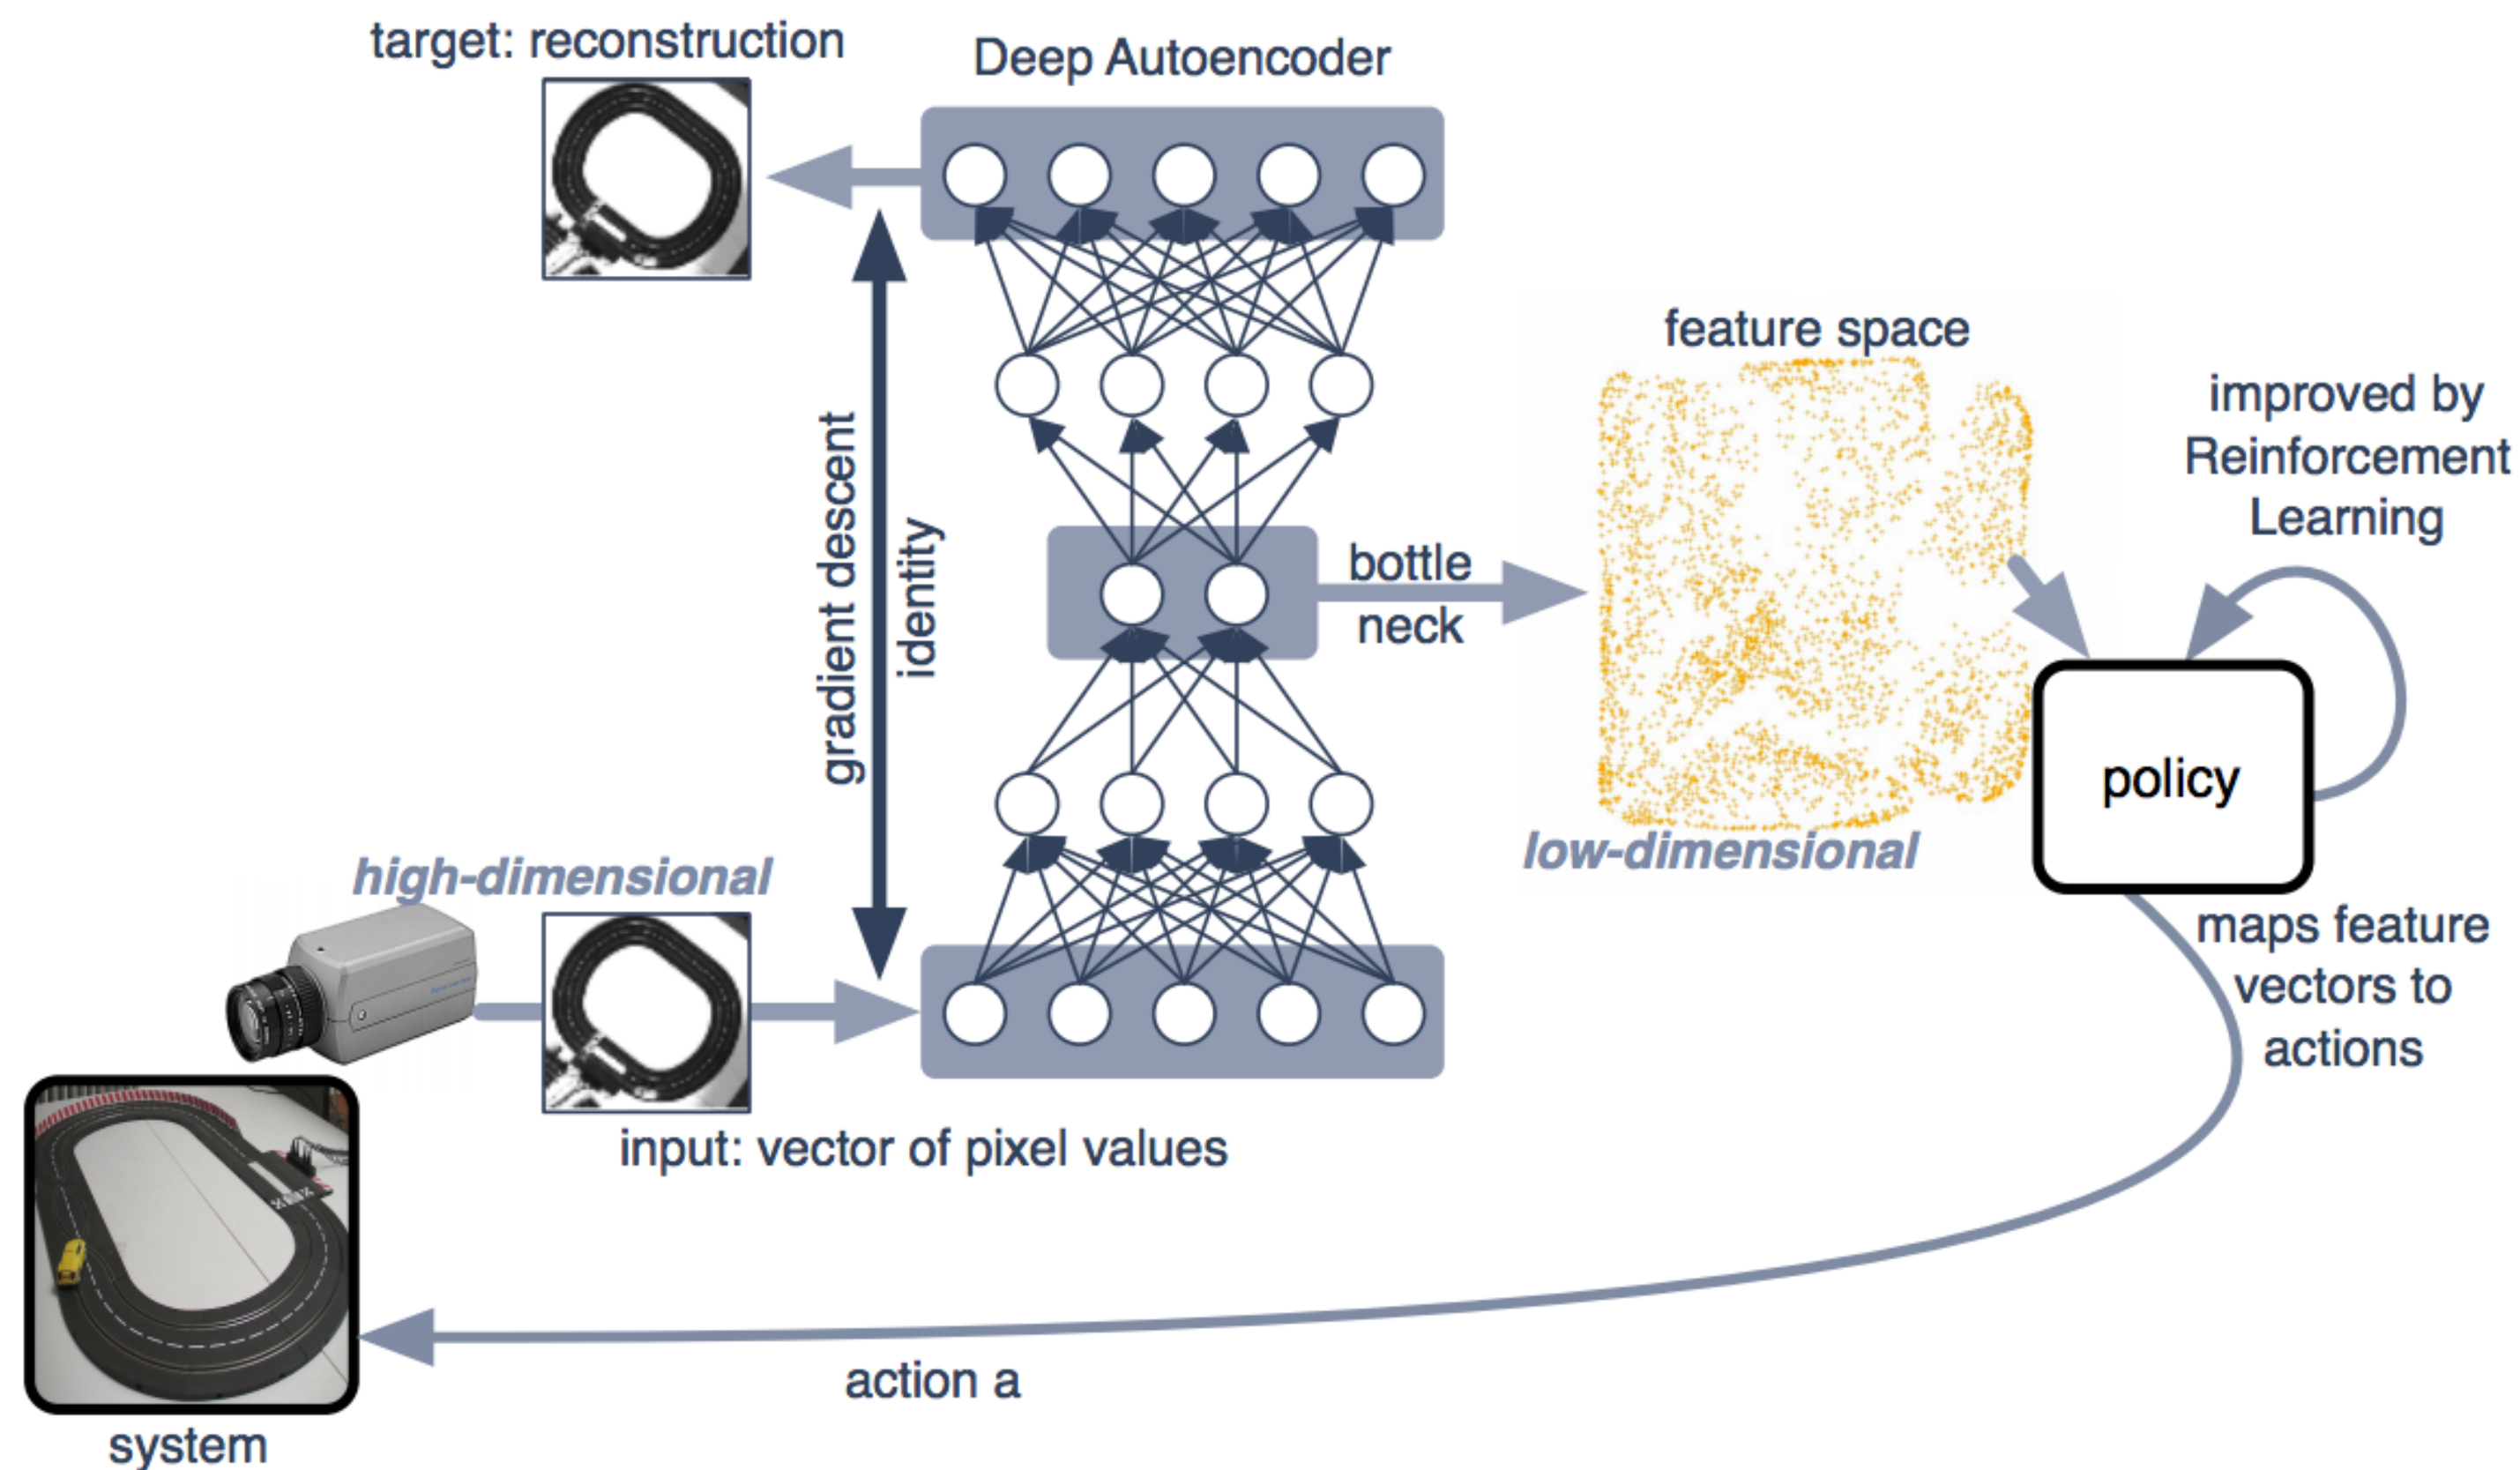 target: reconstruction
Deep Autoencoder
feature space
improved by
Reinforcement
Learning
gradient descent
identity
bottle
neck
policy
low-dimensional
high-dimensional
maps feature
vectors to
actions
input: vector of pixel values
action a
system